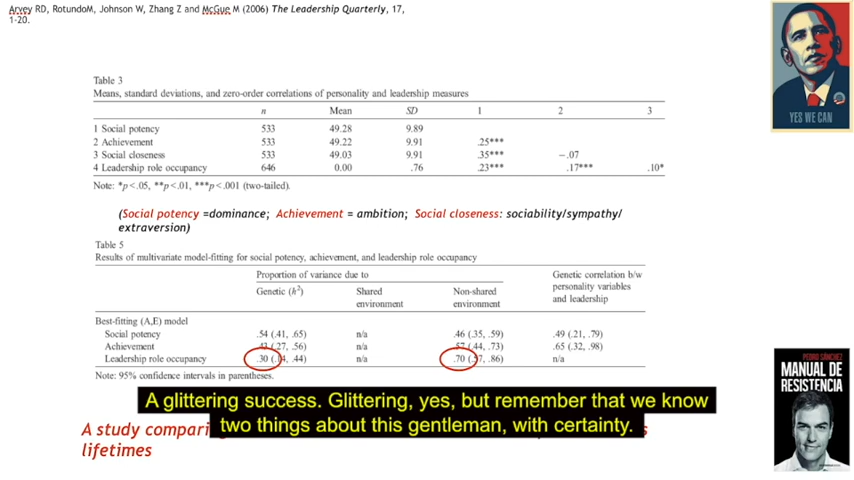 Arvey RD, RotundoM, Johnson W, Zhang Z and McGue M (2006) The Leadership Quarterly, 17,
1-20.
YES WE CAN
Table 3
Means, standard deviations, and zero-order correlations of personality and leadership measures
n Mean SD 1 2 3
1 Social potency 533 49.28 9.89
2 Achievement 533 49.22 9.91 .25***
3 Social closeness 533 49.03 9.91 .35*** −.07
4 Leadership role occupancy 646 0.00 .76 .23*** .17*** .10*
Note: *p<.05, **p<.01, ***p<.001 (two-tailed).
(Social potency =dominance; Achievement = ambition; Social closeness: sociability/sympathy/
extraversion)
Table 5
Results of multivariate model-fitting for social potency, achievement, and leadership role occupancy
Proportion of variance due to Genetic correlation b/w
personality variables
and leadership
Genetic (h²) Shared
environment Non-shared
environment
Best-fitting (A,E) model
Social potency .54 (.41, .65) n/a .46 (.35, .59) .49 (.21, .79)
Achievement .43 (.27, .56) n/a .57 (.44, .73) .65 (.32, .98)
Leadership role occupancy .30 ( .44) n/a .70 ( .86) n/a
Note: 95% confidence intervals in parentheses.
A glittering success. Glittering, yes, but remember that we know
two things about this gentleman, with certainty.
A study compari
lifetimes
PEDRO SÁNCHEZ
MANUAL DE
RESISTENCIA